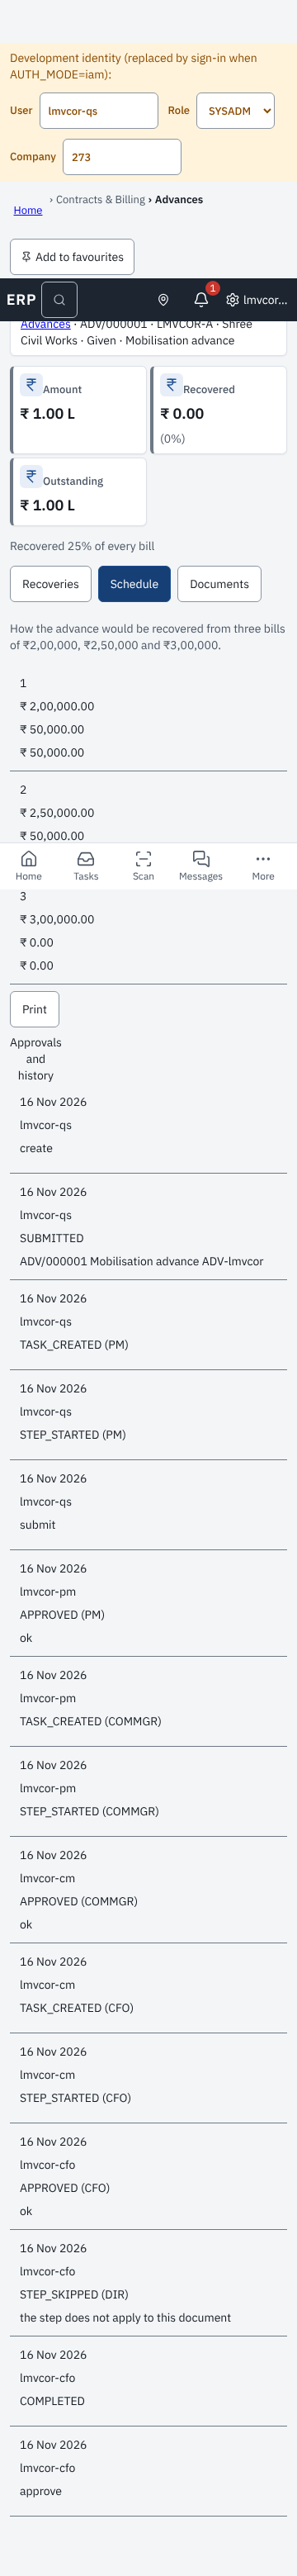 Development identity (replaced by sign-in when
AUTH_MODE=iam):
User lmvcor-qs Role SYSADM
Company 273
Home › Contracts & Billing › Advances
Add to favourites
ERP 1 lmvcor...
Advances · ADV/000001 · LMVCOR-A · Shree
Civil Works · Given · Mobilisation advance
₹ Amount
₹ 1.00 L
₹ Recovered
₹ 0.00
(0%)
₹ Outstanding
₹ 1.00 L
Recovered 25% of every bill
Recoveries Schedule Documents
How the advance would be recovered from three bills
of ₹2,00,000, ₹2,50,000 and ₹3,00,000.
1
₹ 2,00,000.00
₹ 50,000.00
₹ 50,000.00
2
₹ 2,50,000.00
₹ 50,000.00
Home Tasks Scan Messages More
3
₹ 3,00,000.00
₹ 0.00
₹ 0.00
Print
Approvals
and
history
16 Nov 2026
lmvcor-qs
create
16 Nov 2026
lmvcor-qs
SUBMITTED
ADV/000001 Mobilisation advance ADV-lmvcor
16 Nov 2026
lmvcor-qs
TASK_CREATED (PM)
16 Nov 2026
lmvcor-qs
STEP_STARTED (PM)
16 Nov 2026
lmvcor-qs
submit
16 Nov 2026
lmvcor-pm
APPROVED (PM)
ok
16 Nov 2026
lmvcor-pm
TASK_CREATED (COMMGR)
16 Nov 2026
lmvcor-pm
STEP_STARTED (COMMGR)
16 Nov 2026
lmvcor-cm
APPROVED (COMMGR)
ok
16 Nov 2026
lmvcor-cm
TASK_CREATED (CFO)
16 Nov 2026
lmvcor-cm
STEP_STARTED (CFO)
16 Nov 2026
lmvcor-cfo
APPROVED (CFO)
ok
16 Nov 2026
lmvcor-cfo
STEP_SKIPPED (DIR)
the step does not apply to this document
16 Nov 2026
lmvcor-cfo
COMPLETED
16 Nov 2026
lmvcor-cfo
approve